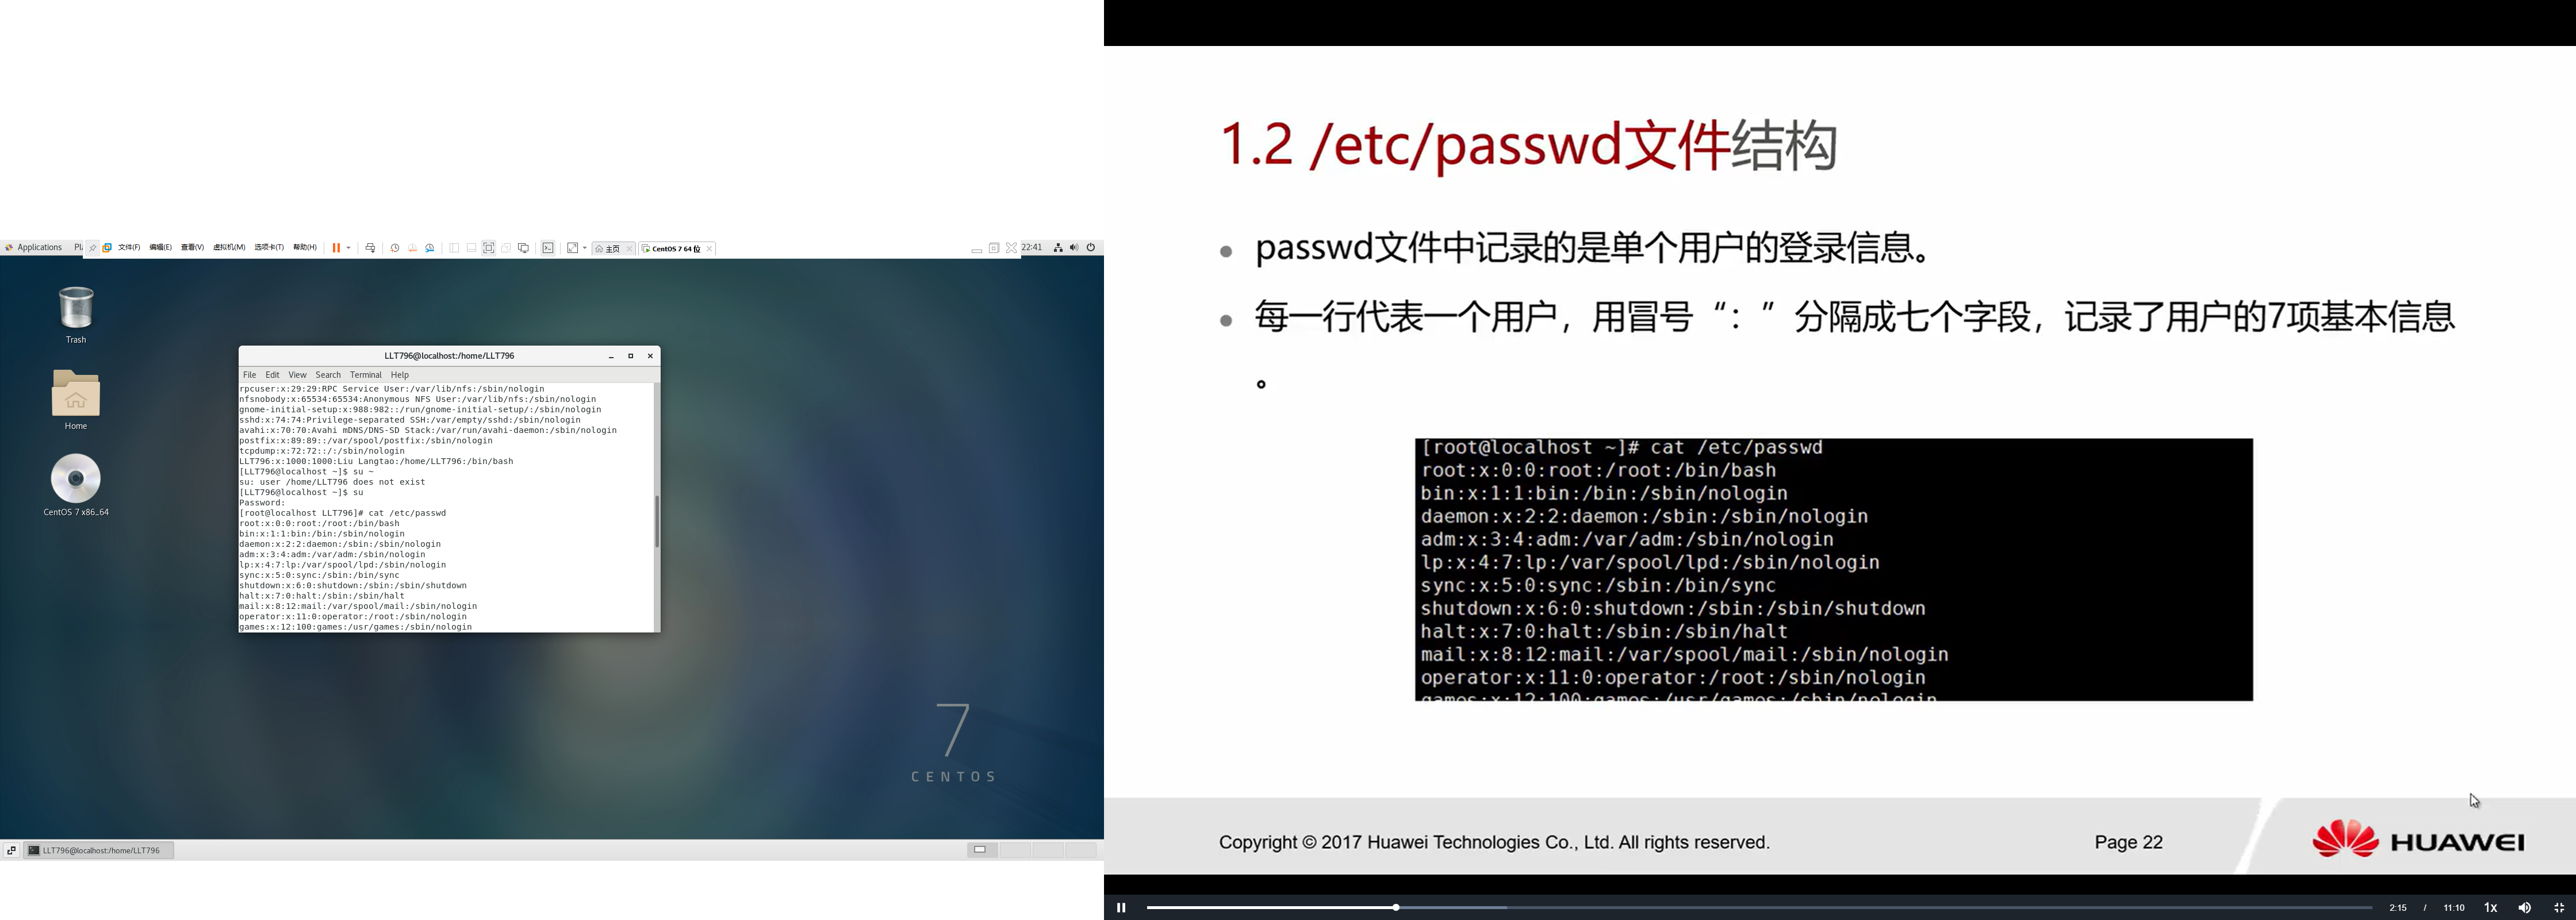 Applications
Pl
文件(F)
编辑(E)
查看(V)
虚拟机(M)
选项卡(T)
帮助(H)
主页
CentOS 7 64 位
22:41
Trash
Home
CentOS 7 x86_64
LLT796@localhost:/home/LLT796
File Edit View Search Terminal Help
rpcuser:x:29:29:RPC Service User:/var/lib/nfs:/sbin/nologin
nfsnobody:x:65534:65534:Anonymous NFS User:/var/lib/nfs:/sbin/nologin
gnome-initial-setup:x:988:982::/run/gnome-initial-setup/:/sbin/nologin
sshd:x:74:74:Privilege-separated SSH:/var/empty/sshd:/sbin/nologin
avahi:x:70:70:Avahi mDNS/DNS-SD Stack:/var/run/avahi-daemon:/sbin/nologin
postfix:x:89:89::/var/spool/postfix:/sbin/nologin
tcpdump:x:72:72::/:/sbin/nologin
LLT796:x:1000:1000:Liu Langtao:/home/LLT796:/bin/bash
[LLT796@localhost ~]$ su ~
su: user /home/LLT796 does not exist
[LLT796@localhost ~]$ su
Password:
[root@localhost LLT796]# cat /etc/passwd
root:x:0:0:root:/root:/bin/bash
bin:x:1:1:bin:/bin:/sbin/nologin
daemon:x:2:2:daemon:/sbin:/sbin/nologin
adm:x:3:4:adm:/var/adm:/sbin/nologin
lp:x:4:7:lp:/var/spool/lpd:/sbin/nologin
sync:x:5:0:sync:/sbin:/bin/sync
shutdown:x:6:0:shutdown:/sbin:/sbin/shutdown
halt:x:7:0:halt:/sbin:/sbin/halt
mail:x:8:12:mail:/var/spool/mail:/sbin/nologin
operator:x:11:0:operator:/root:/sbin/nologin
games:x:12:100:games:/usr/games:/sbin/nologin
7
CENTOS
LLT796@localhost:/home/LLT796
1.2 /etc/passwd文件结构
passwd文件中记录的是单个用户的登录信息。
每一行代表一个用户，用冒号“：”分隔成七个字段，记录了用户的7项基本信息
。
[root@localhost ~]# cat /etc/passwd
root:x:0:0:root:/root:/bin/bash
bin:x:1:1:bin:/bin:/sbin/nologin
daemon:x:2:2:daemon:/sbin:/sbin/nologin
adm:x:3:4:adm:/var/adm:/sbin/nologin
lp:x:4:7:lp:/var/spool/lpd:/sbin/nologin
sync:x:5:0:sync:/sbin:/bin/sync
shutdown:x:6:0:shutdown:/sbin:/sbin/shutdown
halt:x:7:0:halt:/sbin:/sbin/halt
mail:x:8:12:mail:/var/spool/mail:/sbin/nologin
operator:x:11:0:operator:/root:/sbin/nologin
games:x:12:100:games:/usr/games:/sbin/nologin
Copyright © 2017 Huawei Technologies Co., Ltd. All rights reserved.
Page 22
HUAWEI
2:15 / 11:10 1x